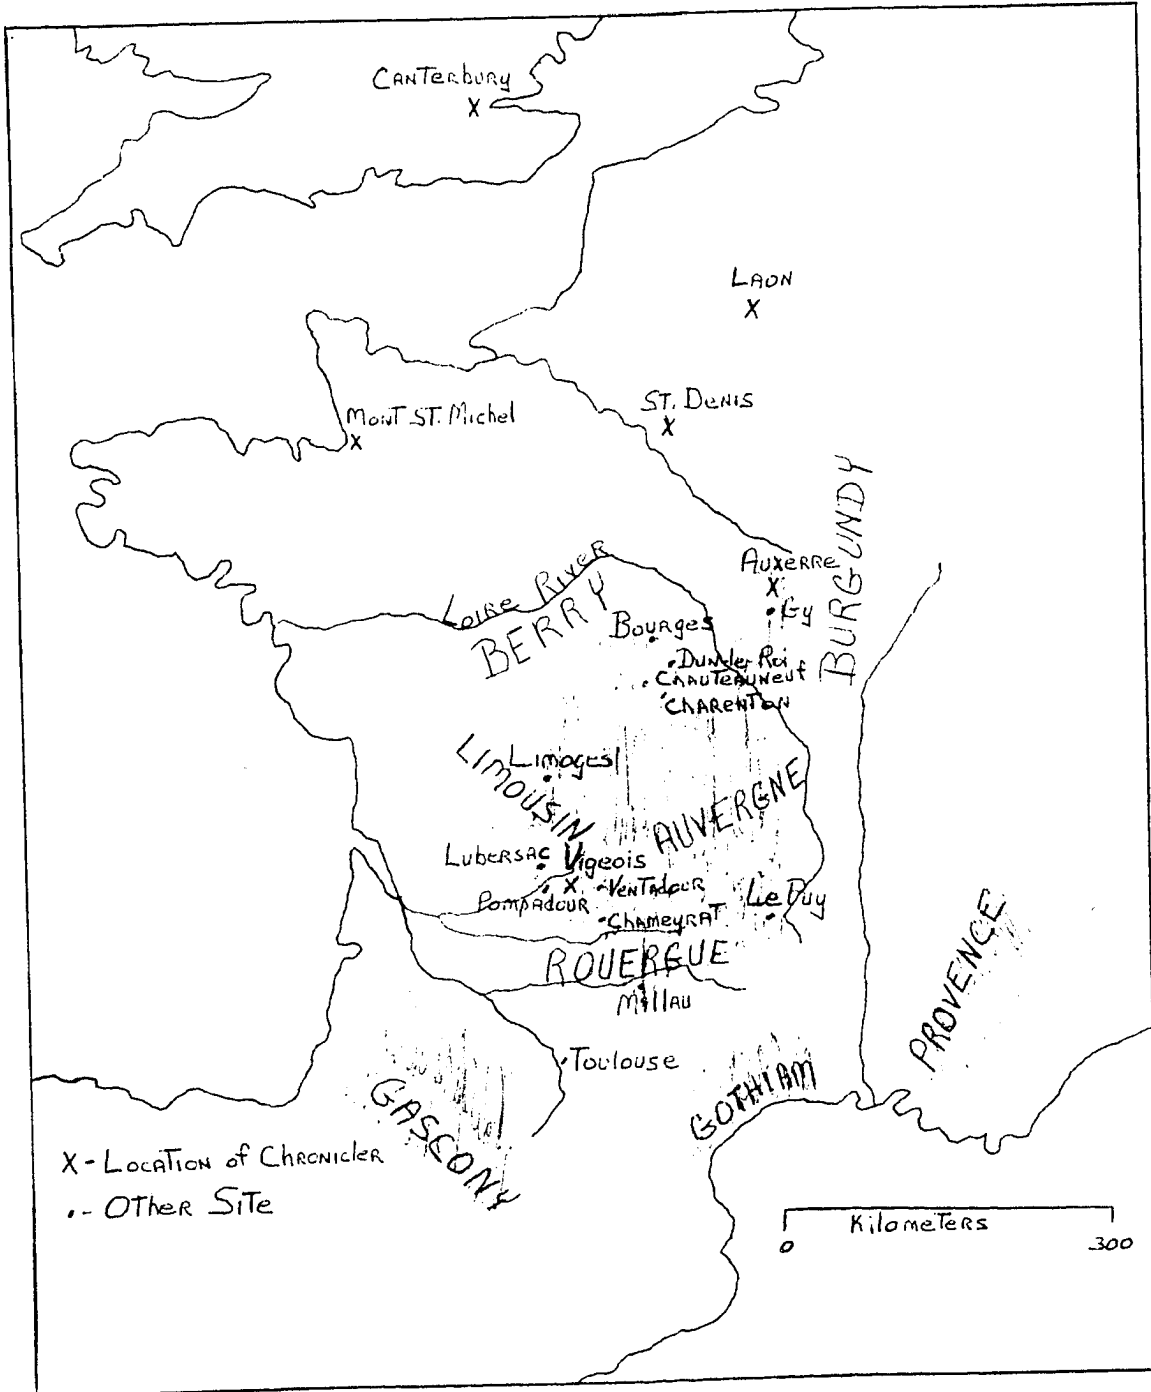 CANTERBURY
X
LAON
X
ST. DENIS
X
MONT ST. Michel
X
AUXERRE
X
Gy
BURGUNDY
Loire River
BERRY
Bourges
DUN-le-Roi
CHAUTEAUNEUF
CHARENTON
LIMOUSIN
Limoges
AUVERGNE
LUBERSAC
Vigeois
X
VENTADOUR
POMPADOUR
Le Puy
CHAMEYRAT
ROUERGUE
Millau
PROVENCE
Toulouse
GOTHIAM
GASCONY
X - LOCATION of CHRONICLER
. - OTHER SITE
Kilometers
0 300